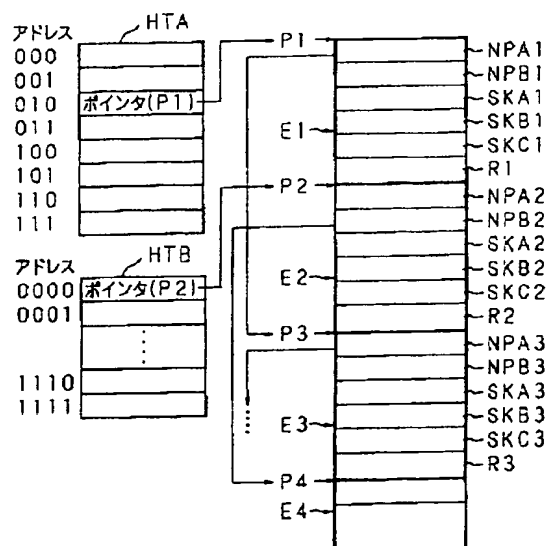 HTA
アドレス
000
001
010 ポインタ(P1)
011
100
101
110
111
HTB
アドレス
0000 ポインタ(P2)
0001
1110
1111
P1
E1
P2
E2
P3
E3
P4
E4
NPA1
NPB1
SKA1
SKB1
SKC1
R1
NPA2
NPB2
SKA2
SKB2
SKC2
R2
NPA3
NPB3
SKA3
SKB3
SKC3
R3